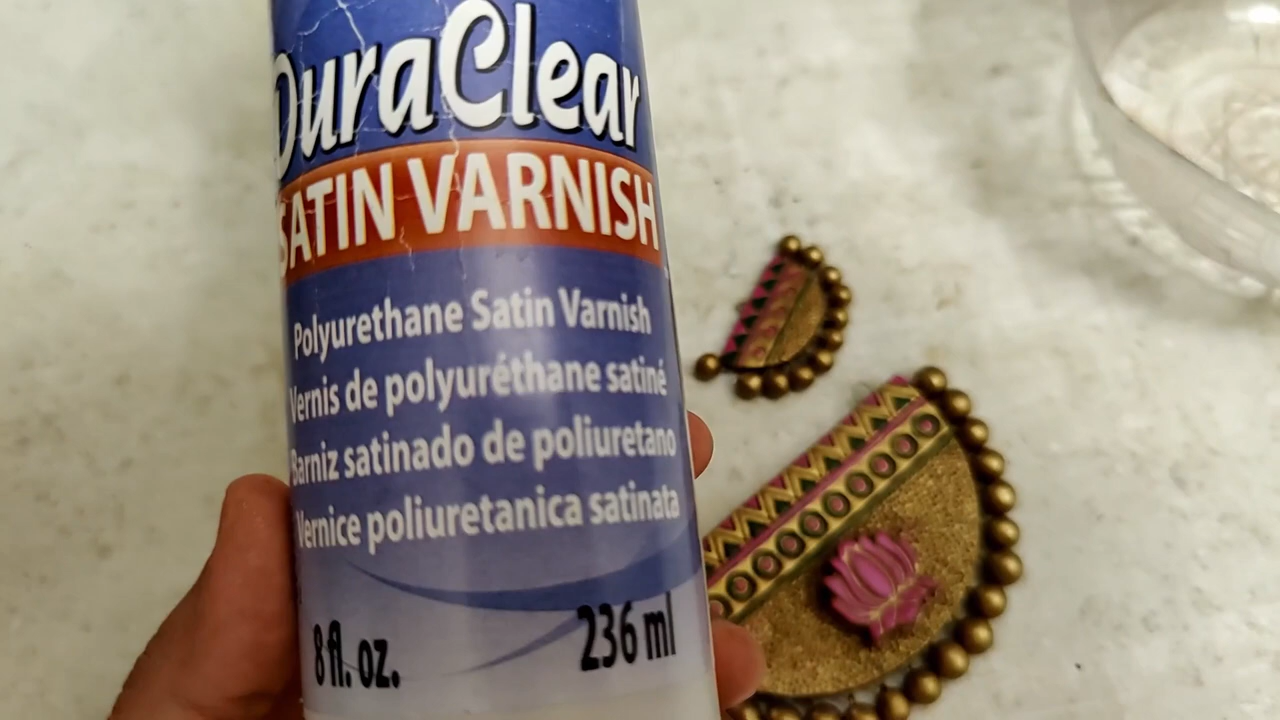 DuraClear
SATIN VARNISH
Polyurethane Satin Varnish
Vernis de polyuréthane satiné
Barniz satinado de poliuretano
Vernice poliuretanica satinata
8 fl. oz.
236 ml